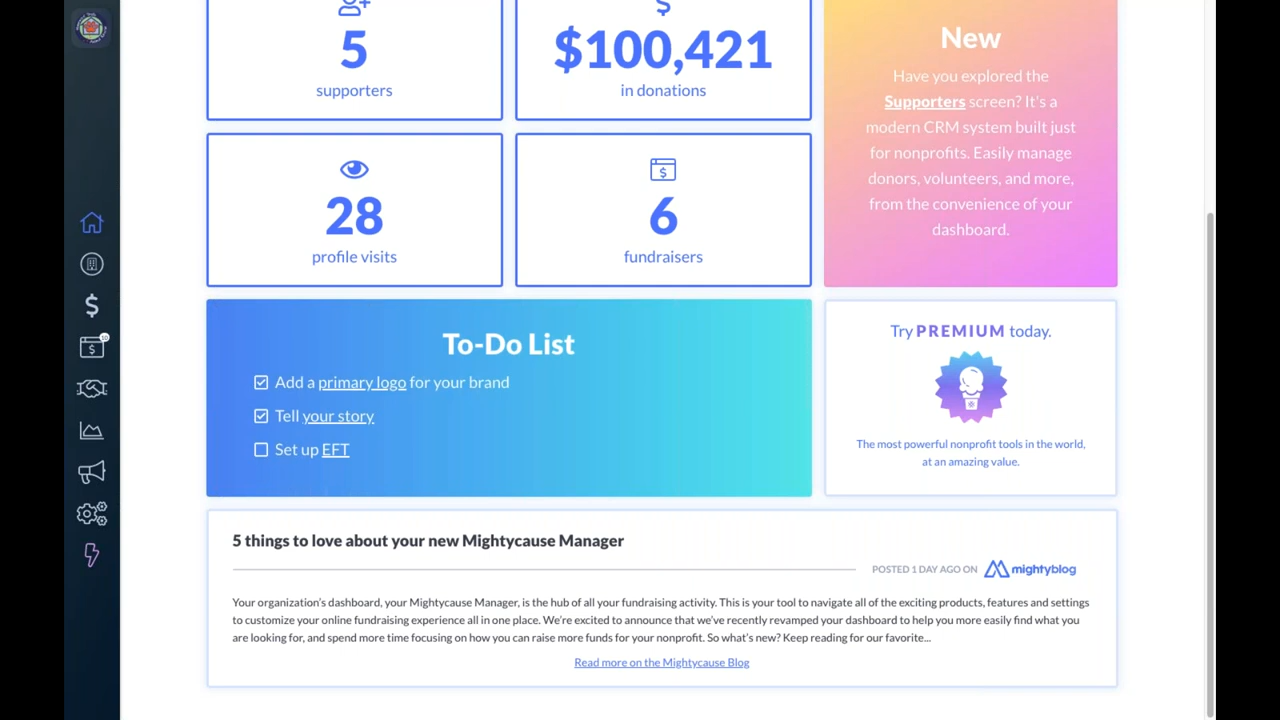 5
supporters
$100,421
in donations
New
Have you explored the
Supporters screen? It's a
modern CRM system built just
for nonprofits. Easily manage
donors, volunteers, and more,
from the convenience of your
dashboard.
28
profile visits
$
6
fundraisers
To-Do List
Add a primary logo for your brand
Tell your story
Set up EFT
Try PREMIUM today.
The most powerful nonprofit tools in the world,
at an amazing value.
5 things to love about your new Mightycause Manager
POSTED 1 DAY AGO ON mightyblog
Your organization's dashboard, your Mightycause Manager, is the hub of all your fundraising activity. This is your tool to navigate all of the exciting products, features and settings
to customize your online fundraising experience all in one place. We're excited to announce that we've recently revamped your dashboard to help you more easily find what you
are looking for, and spend more time focusing on how you can raise more funds for your nonprofit. So what's new? Keep reading for our favorite...
Read more on the Mightycause Blog